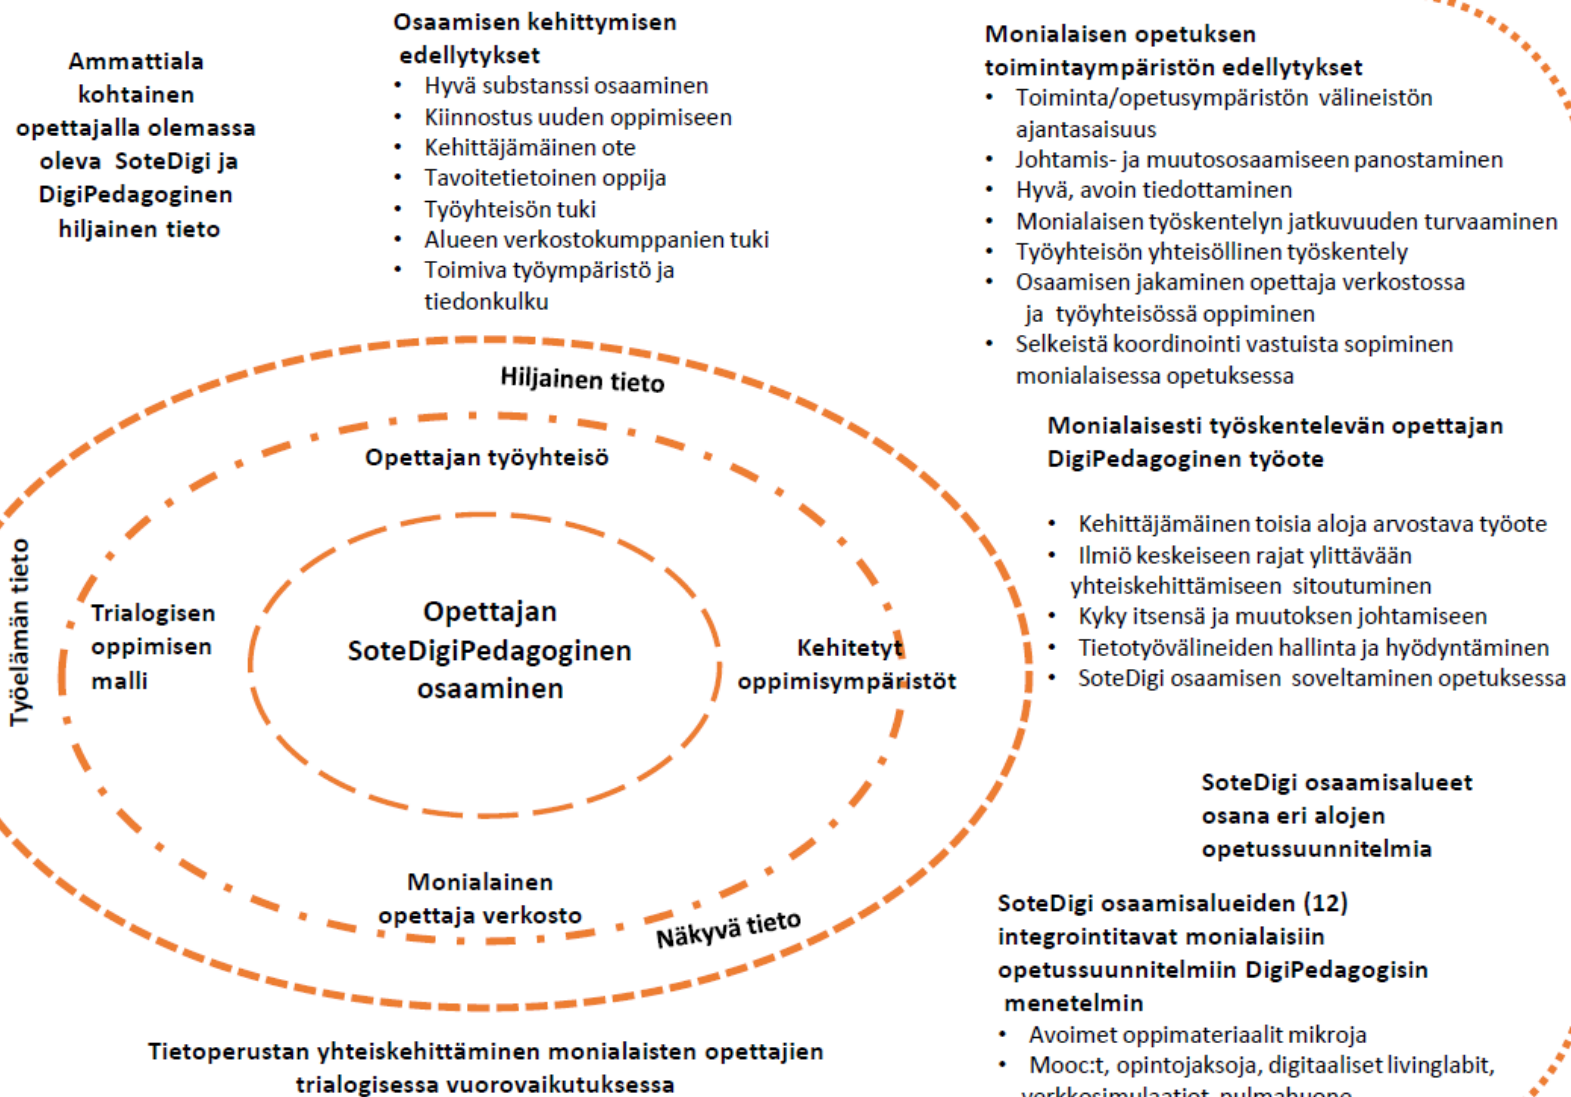 Ammattiala
kohtainen
opettajalla olemassa
oleva SoteDigi ja
DigiPedagoginen
hiljainen tieto
Osaamisen kehittymisen
edellytykset
• Hyvä substanssi osaaminen
• Kiinnostus uuden oppimiseen
• Kehittäjämäinen ote
• Tavoitetietoinen oppija
• Työyhteisön tuki
• Alueen verkostokumppanien tuki
• Toimiva työympäristö ja
tiedonkulku
Monialaisen opetuksen
toimintaympäristön edellytykset
• Toiminta/opetusympäristön välineistön
ajantasaisuus
• Johtamis- ja muutososaamiseen panostaminen
• Hyvä, avoin tiedottaminen
• Monialaisen työskentelyn jatkuvuuden turvaaminen
• Työyhteisön yhteisöllinen työskentely
• Osaamisen jakaminen opettaja verkostossa
ja työyhteisössä oppiminen
• Selkeistä koordinointi vastuista sopiminen
monialaisessa opetuksessa
Hiljainen tieto
Opettajan työyhteisö
Työelämän tieto
Trialogisen
oppimisen
malli
Opettajan
SoteDigiPedagoginen
osaaminen
Kehitetyt
oppimisympäristöt
Monialainen
opettaja verkosto
Näkyvä tieto
Monialaisesti työskentelevän opettajan
DigiPedagoginen työote
• Kehittäjämäinen toisia aloja arvostava työote
• Ilmiö keskeiseen rajat ylittävään
yhteiskehittämiseen sitoutuminen
• Kyky itsensä ja muutoksen johtamiseen
• Tietotyövälineiden hallinta ja hyödyntäminen
• SoteDigi osaamisen soveltaminen opetuksessa
SoteDigi osaamisalueet
osana eri alojen
opetussuunnitelmia
SoteDigi osaamisalueiden (12)
integrointitavat monialaisiin
opetussuunnitelmiin DigiPedagogisin
menetelmin
• Avoimet oppimateriaalit mikroja
• Mooc:t, opintojaksoja, digitaaliset livinglabit,
verkkosimulaatiot, pulmahuone
Tietoperustan yhteiskehittäminen monialaisten opettajien
trialogisessa vuorovaikutuksessa